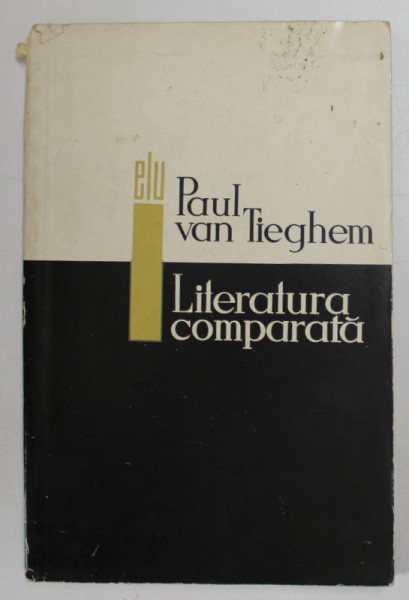 elu
Paul
van Tieghem
Literatura
comparată